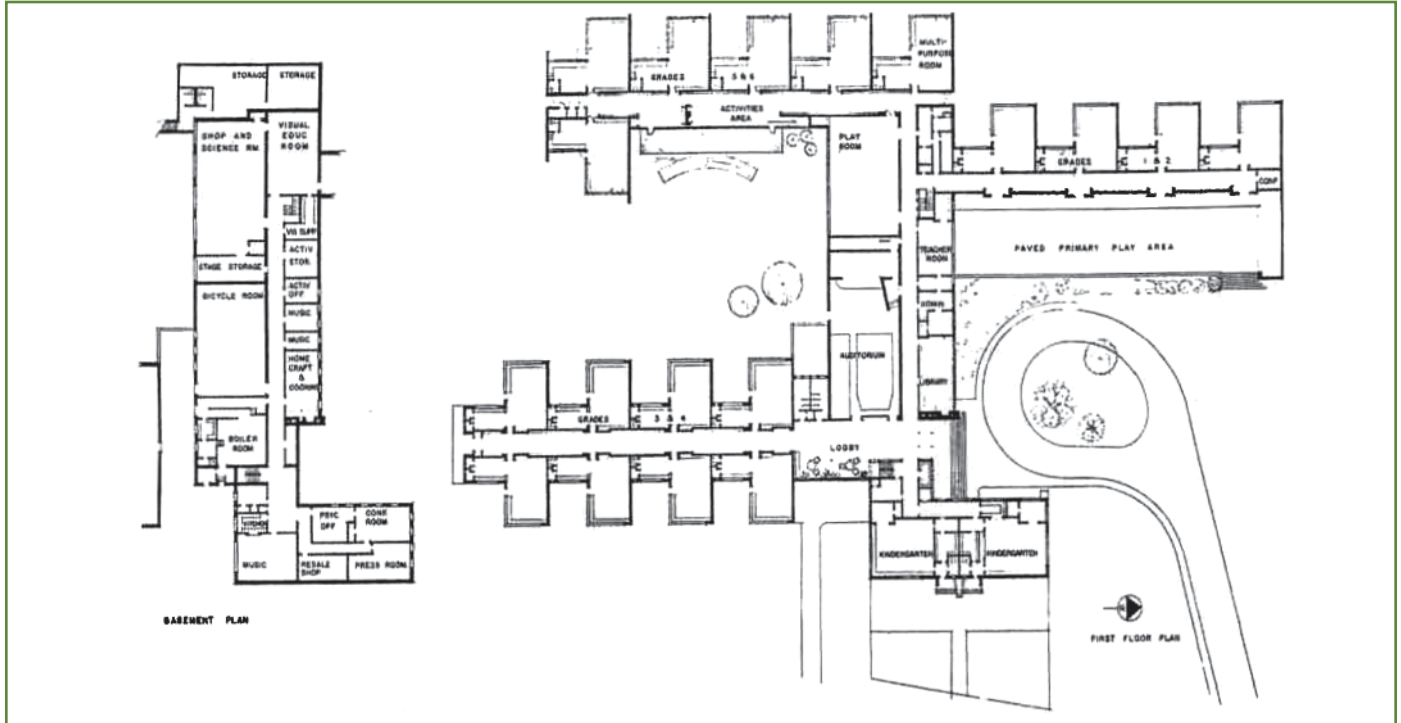 STORAGE
STORAGE
SHOP AND
SCIENCE RM.
VISUAL
EDUC
ROOM
VIS SUPP
ACTIV
STOR.
STAGE STORAGE
ACTIV
OFF
BICYCLE ROOM
MUSIC
MUSIC
HOME
CRAFT
&
COOKING
BOILER
ROOM
KITCHEN
PSYC
OFF
CONF
ROOM
MUSIC
RESALE
SHOP
PRESS ROOM
BASEMENT PLAN
MULTI-
PURPOSE
ROOM
GRADES 5 & 6
ACTIVITIES
AREA
PLAY
ROOM
GRADES 1 & 2
CONF
TEACHER
ROOM
PAVED PRIMARY PLAY AREA
ADMIN
AUDITORIUM
LIBRARY
GRADES 3 & 4
LOBBY
KINDERGARTEN
KINDERGARTEN
FIRST FLOOR PLAN